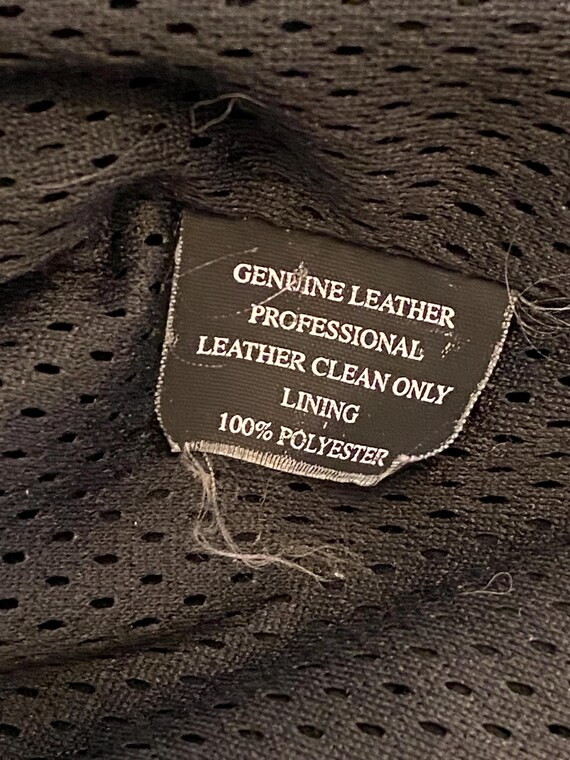 GENUINE LEATHER
PROFESSIONAL
LEATHER CLEAN ONLY
LINING
100% POLYESTER